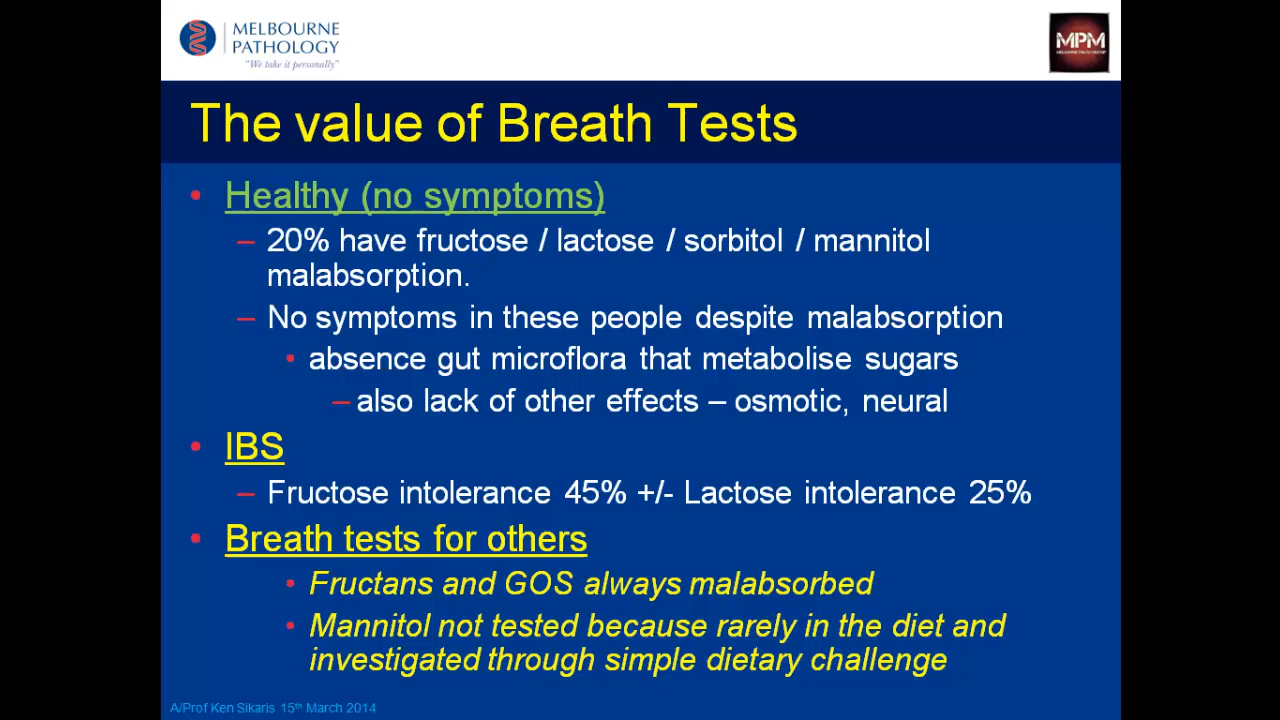 MELBOURNE
PATHOLOGY
"We take it personally"
MPM
The value of Breath Tests
• Healthy (no symptoms)
– 20% have fructose / lactose / sorbitol / mannitol
malabsorption.
– No symptoms in these people despite malabsorption
• absence gut microflora that metabolise sugars
– also lack of other effects – osmotic, neural
• IBS
– Fructose intolerance 45% +/- Lactose intolerance 25%
• Breath tests for others
• Fructans and GOS always malabsorbed
• Mannitol not tested because rarely in the diet and
investigated through simple dietary challenge
A/Prof Ken Sikaris 15th March 2014